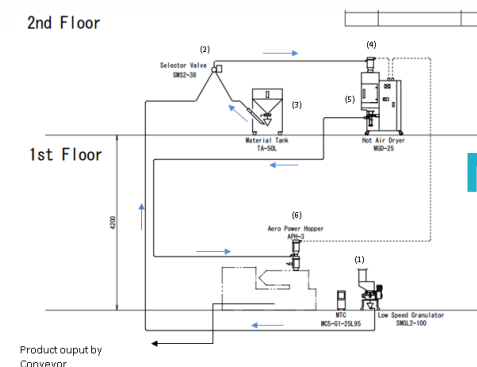 2nd Floor
(2)
(4)
Selector Valve
SMS2-38
(3)
(5)
Material Tank
TA-50L
Hot Air Dryer
MGD-25
1st Floor
4200
(6)
Aero Power Hopper
APH-3
(1)
MTC
MC5-G1-25L95
Low Speed Granulator
SMGL2-100
Product ouput by
Conveyor